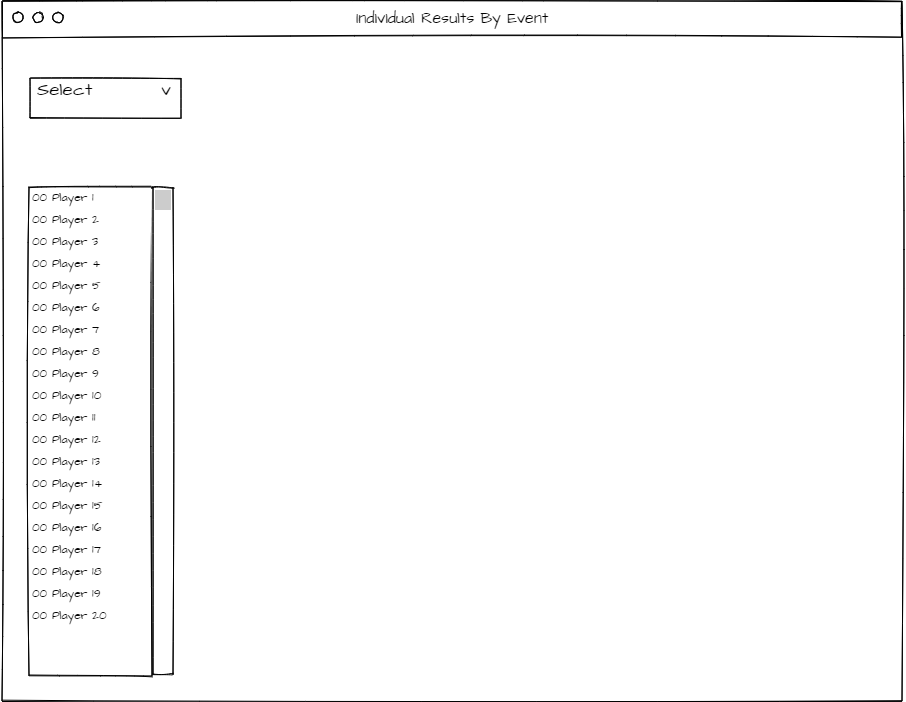 Individual Results By Event
Select v
00 Player 1
00 Player 2
00 Player 3
00 Player 4
00 Player 5
00 Player 6
00 Player 7
00 Player 8
00 Player 9
00 Player 10
00 Player 11
00 Player 12
00 Player 13
00 Player 14
00 Player 15
00 Player 16
00 Player 17
00 Player 18
00 Player 19
00 Player 20